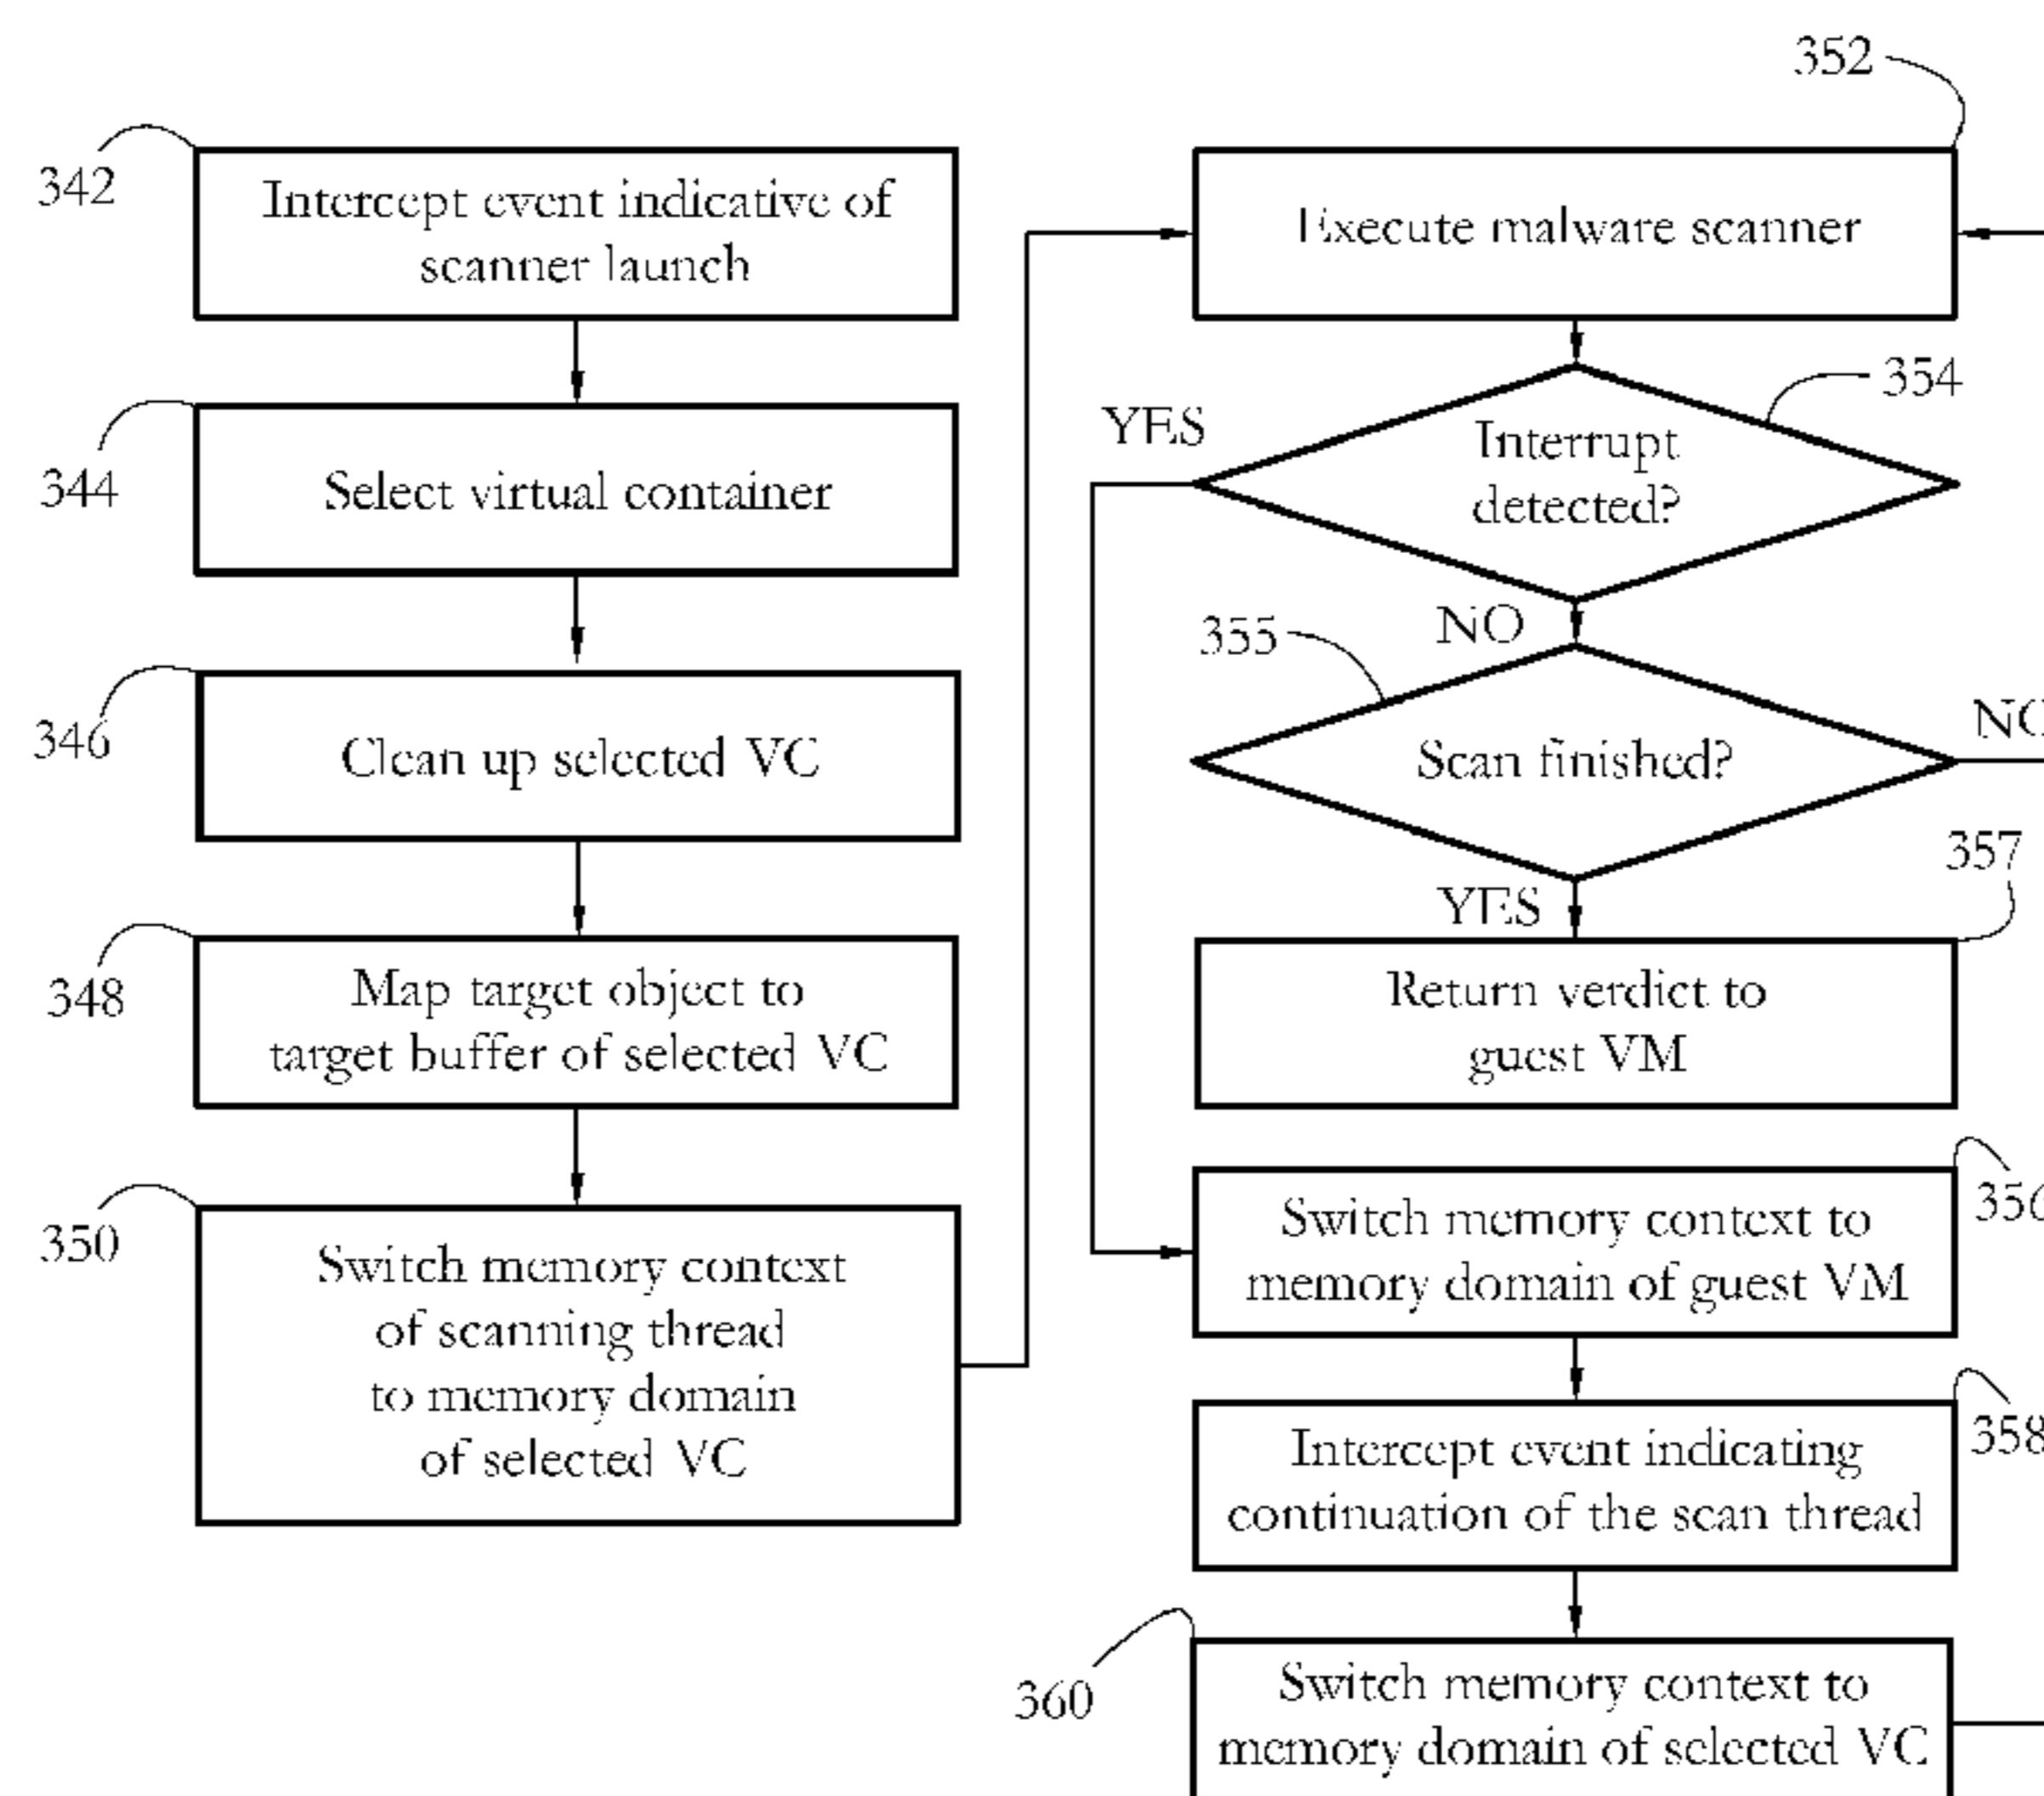 342
Intercept event indicative of
scanner launch
344
Select virtual container
346
Clean up selected VC
348
Map target object to
target buffer of selected VC
350
Switch memory context
of scanning thread
to memory domain
of selected VC
352
Execute malware scanner
354
YES
Interrupt
detected?
355
NO
Scan finished?
NO
357
YES
Return verdict to
guest VM
356
Switch memory context to
memory domain of guest VM
358
Intercept event indicating
continuation of the scan thread
360
Switch memory context to
memory domain of selected VC